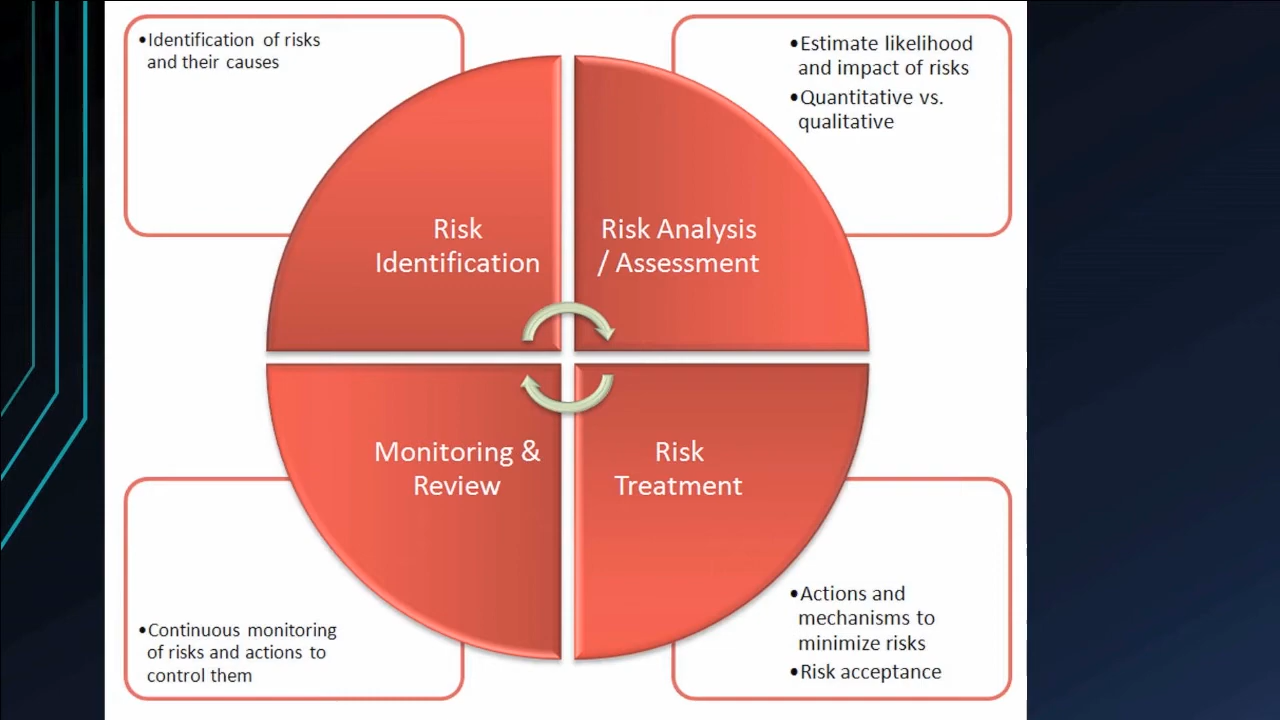 •Identification of risks
and their causes
•Estimate likelihood
and impact of risks
•Quantitative vs.
qualitative
Risk
Identification
Risk Analysis
/ Assessment
Monitoring &
Review
Risk
Treatment
•Continuous monitoring
of risks and actions to
control them
•Actions and
mechanisms to
minimize risks
•Risk acceptance